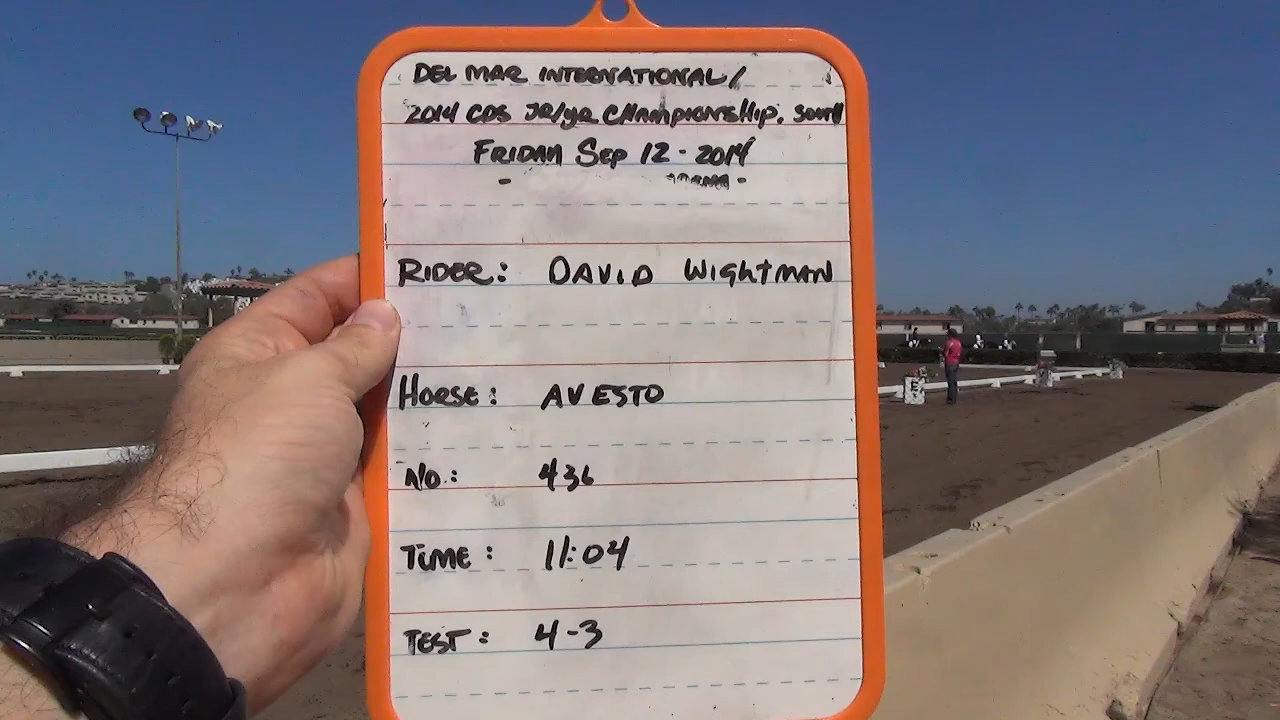 DEL MAR INTERNATIONAL/
2014 CDS JR/YR CHAMPIONSHIP. SOUTH
FRIDAY SEP 12 - 2014
RIDER: DAVID WIGHTMAN
HORSE: AVESTO
NO.: 436
TIME: 11:04
TEST: 4-3
E